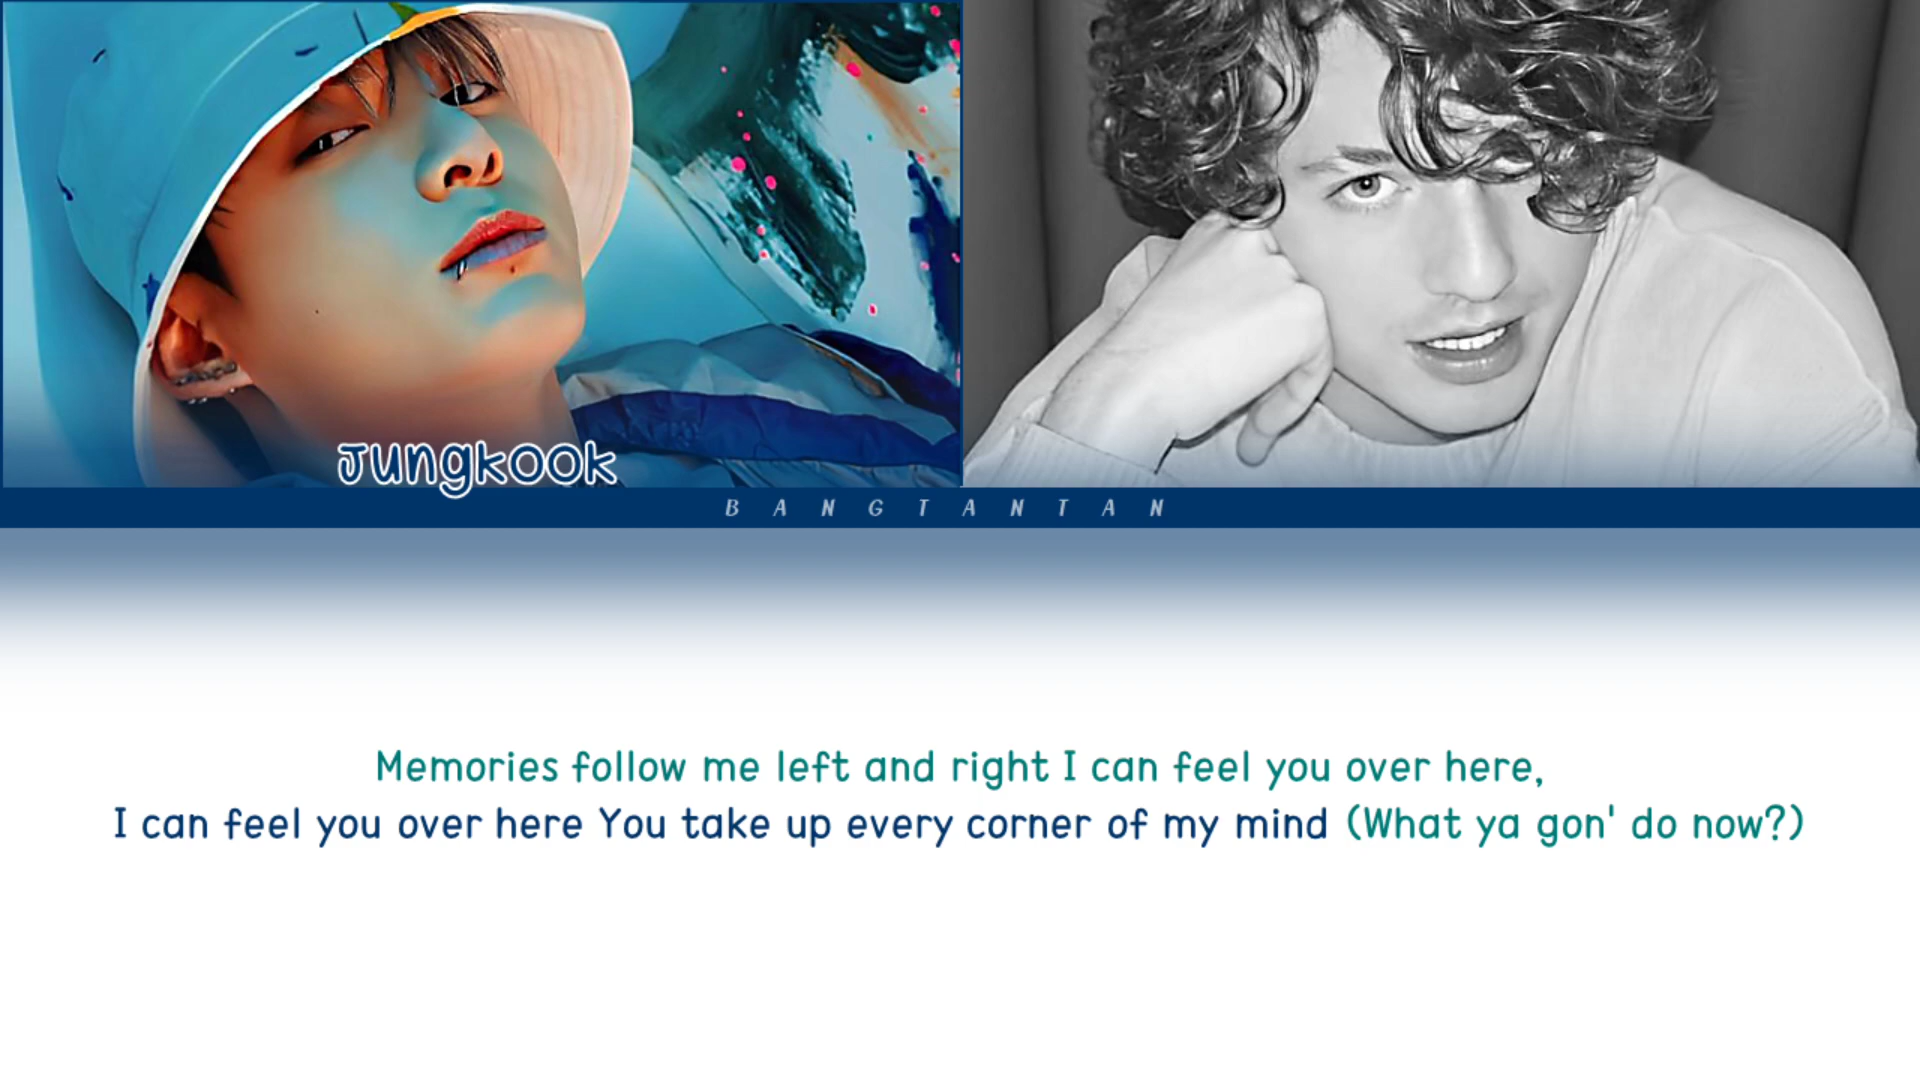 Jungkook
BANGTANTAN
Memories follow me left and right I can feel you over here,
I can feel you over here You take up every corner of my mind (What ya gon' do now?)